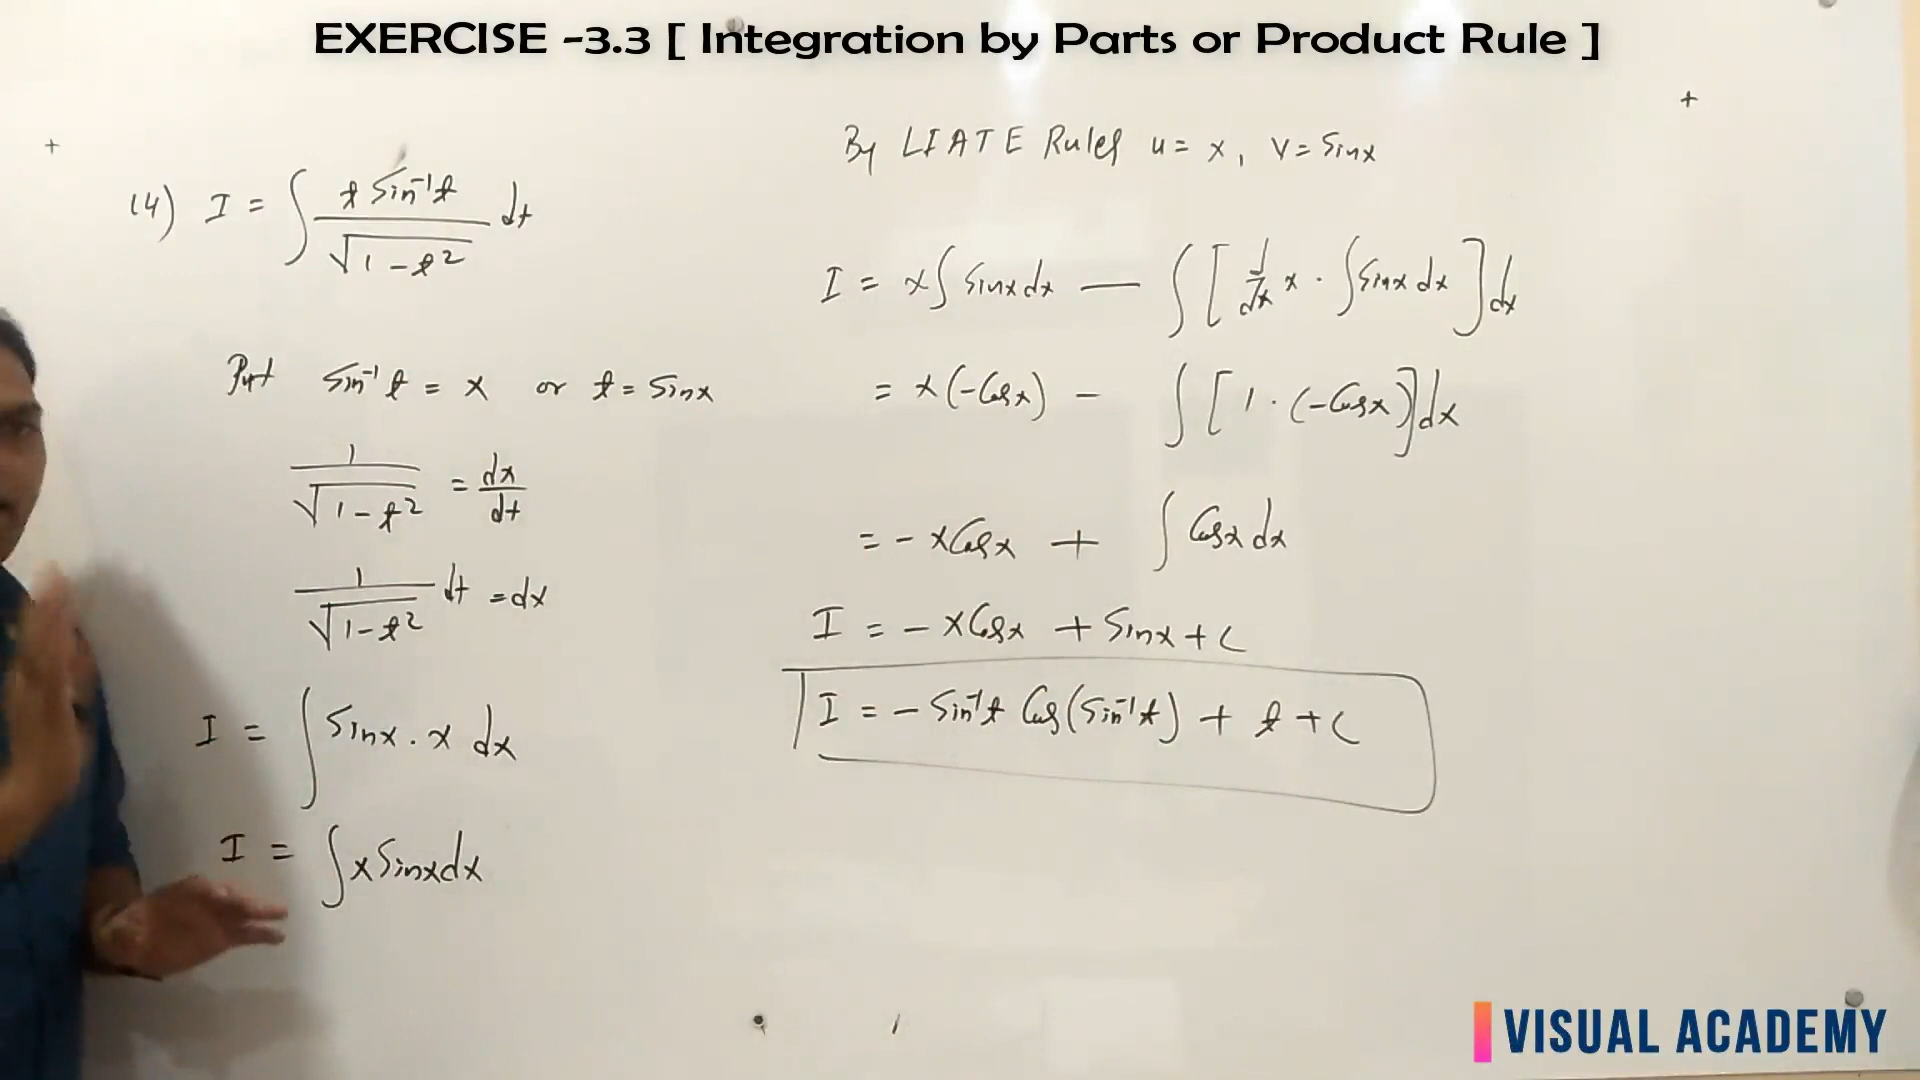 EXERCISE -3.3 [ Integration by Parts or Product Rule ]
14) I = ∫ t Sin⁻¹t / √(1-t²) dt
Put Sin⁻¹ t = x or t = Sinx
1/√(1-t²) = dx/dt
1/√(1-t²) dt = dx
I = ∫ Sinx . x dx
I = ∫ x Sinx dx
By LIATE Rules u = x, v = Sinx
I = x ∫ Sinx dx — ∫ [ d/dx x · ∫ Sinx dx ] dx
= x (-Cosx) - ∫ [ 1 · (-Cosx) ] dx
= - xCosx + ∫ Cosx dx
I = - xCosx + Sinx + C
I = - Sin⁻¹t Cos(Sin⁻¹t) + t + C
VISUAL ACADEMY